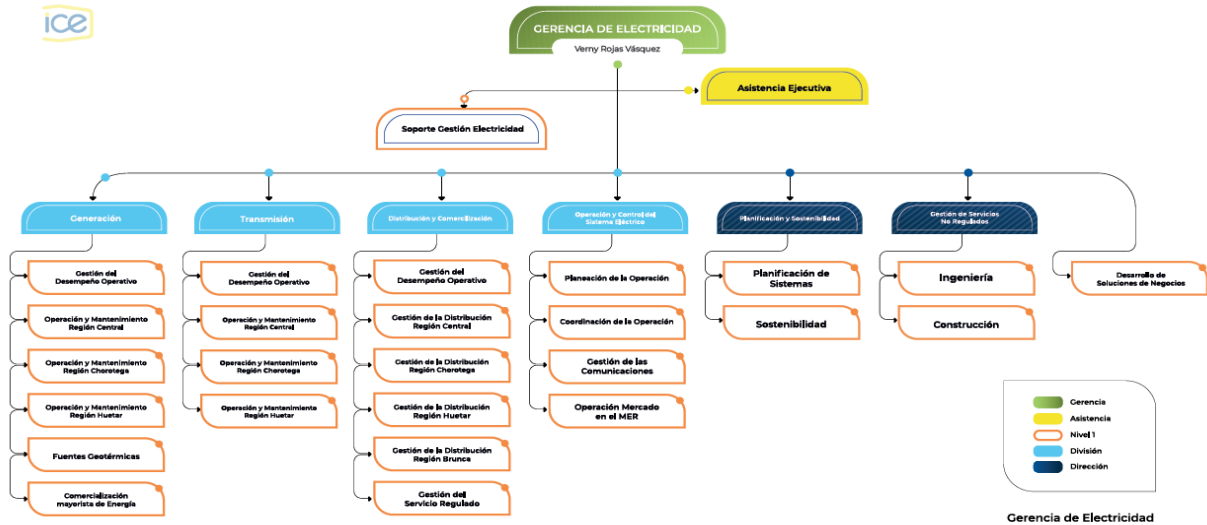 ice
GERENCIA DE ELECTRICIDAD
Verny Rojas Vásquez
Asistencia Ejecutiva
Soporte Gestión Electricidad
Generación
Gestión del
Desempeño Operativo
Operación y Mantenimiento
Región Central
Operación y Mantenimiento
Región Chorotega
Operación y Mantenimiento
Región Huetar
Fuentes Geotérmicas
Comercialización
mayorista de Energía
Transmisión
Gestión del
Desempeño Operativo
Operación y Mantenimiento
Región Central
Operación y Mantenimiento
Región Chorotega
Operación y Mantenimiento
Región Huetar
Distribución y Comercilización
Gestión del
Desempeño Operativo
Gestión de la Distribución
Región Central
Gestión de la Distribución
Región Chorotega
Gestión de la Distribución
Región Huetar
Gestión de la Distribución
Región Brunca
Gestión del
Servicio Regulado
Operación y Control del
Sistema Eléctrico
Planeación de la Operación
Coordinación de la Operación
Gestión de las
Comunicaciones
Operación Mercado
en el MER
Planificación y Sostenibilidad
Planificación de
Sistemas
Sostenibilidad
Gestión de Servicios
No Regulados
Ingeniería
Construcción
Desarrollo de
Soluciones de Negocios
Gerencia
Asistencia
Nivel 1
División
Dirección
Gerencia de Electricidad